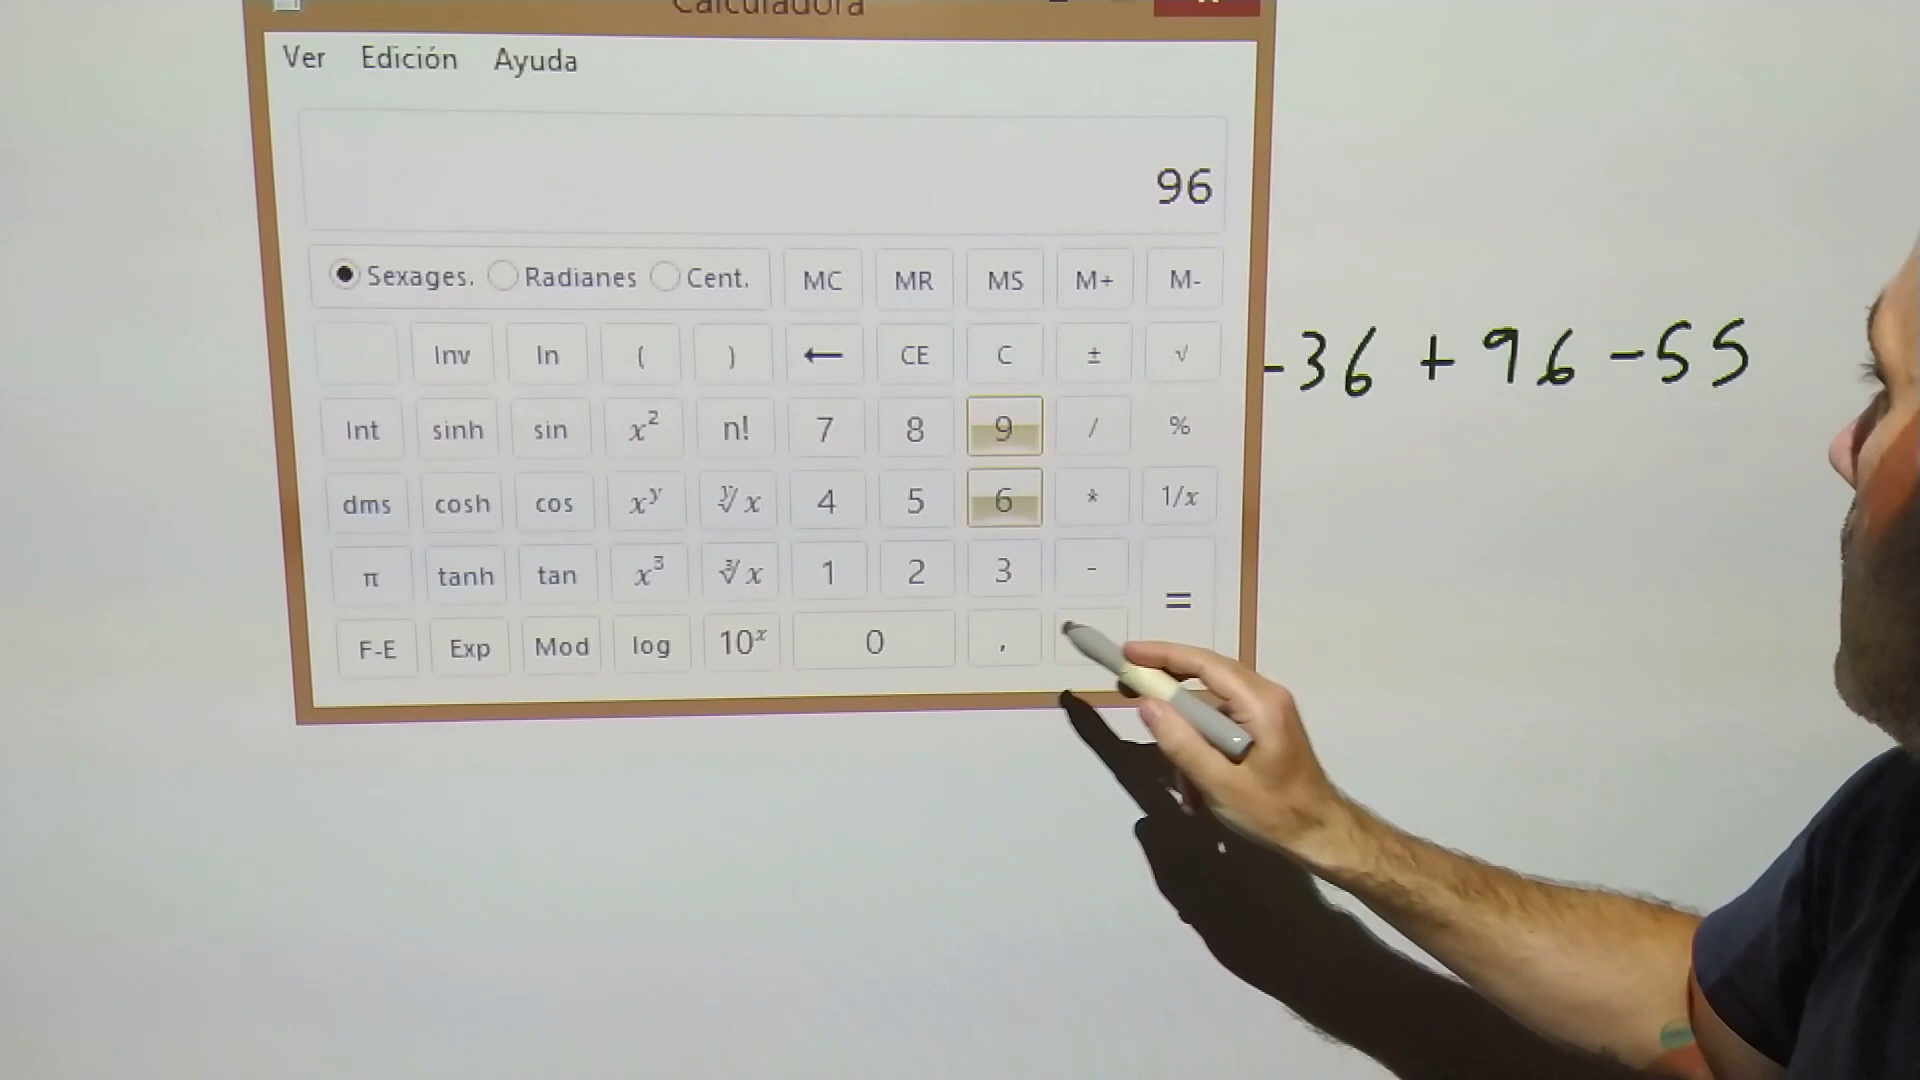 Calculadora
Ver Edición Ayuda
96
Sexages. Radianes Cent. MC MR MS M+ M-
Inv ln ( ) ← CE C ± √
Int sinh sin x² n! 7 8 9 / %
dms cosh cos xʸ ʸ√x 4 5 6 * 1/x
π tanh tan x³ ³√x 1 2 3 - =
F-E Exp Mod log 10ˣ 0 ,
-36 + 96 -55